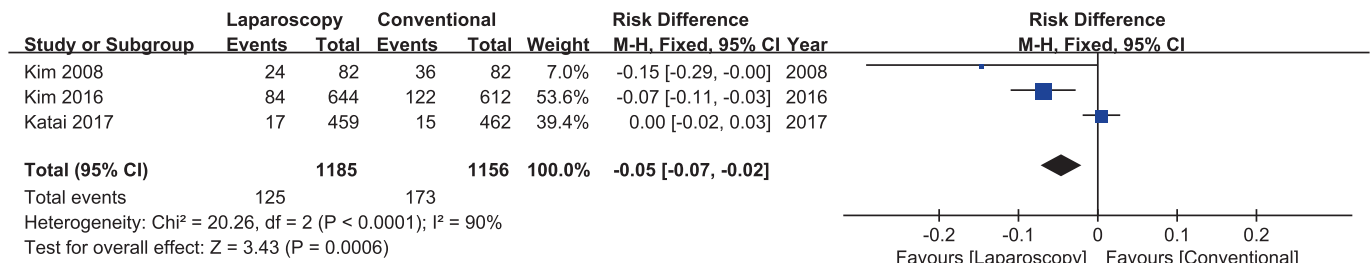 Laparoscopy Conventional Risk Difference Risk Difference
Study or Subgroup Events Total Events Total Weight M-H, Fixed, 95% CI Year M-H, Fixed, 95% CI
Kim 2008 24 82 36 82 7.0% -0.15 [-0.29, -0.00] 2008
Kim 2016 84 644 122 612 53.6% -0.07 [-0.11, -0.03] 2016
Katai 2017 17 459 15 462 39.4% 0.00 [-0.02, 0.03] 2017
Total (95% CI) 1185 1156 100.0% -0.05 [-0.07, -0.02]
Total events 125 173
Heterogeneity: Chi² = 20.26, df = 2 (P < 0.0001); I² = 90%
Test for overall effect: Z = 3.43 (P = 0.0006)
-0.2 -0.1 0 0.1 0.2
Favours [Laparoscopy] Favours [Conventional]